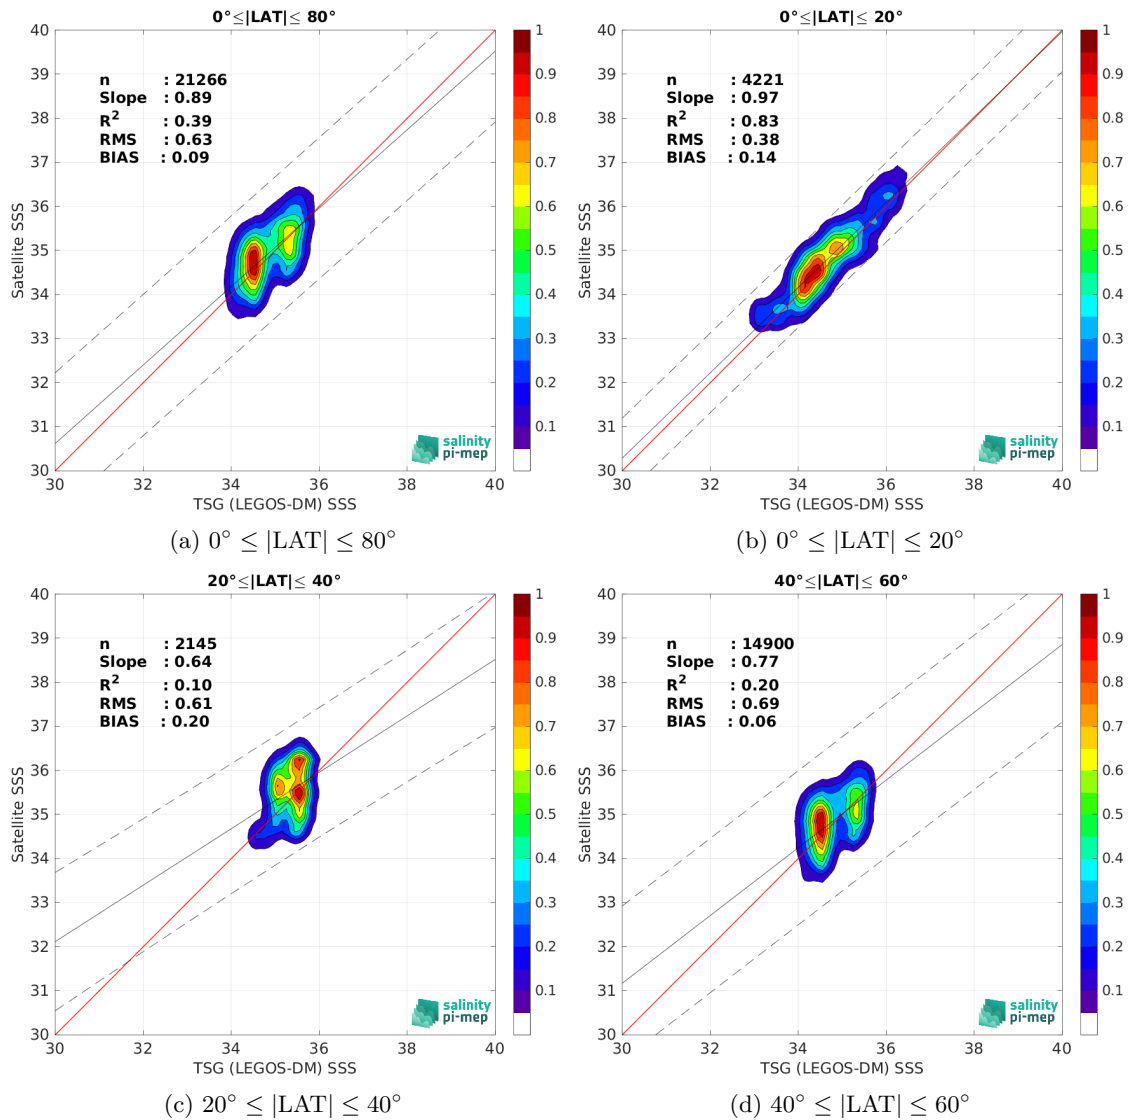 0°≤|LAT|≤ 80°
40
39
38
37
36
35
34
33
32
31
30
Satellite SSS
n : 21266
Slope : 0.89
R² : 0.39
RMS : 0.63
BIAS : 0.09
salinity
pi-mep
30 32 34 36 38 40
TSG (LEGOS-DM) SSS
1
0.9
0.8
0.7
0.6
0.5
0.4
0.3
0.2
0.1
(a) 0° ≤ |LAT| ≤ 80°
0°≤|LAT|≤ 20°
40
39
38
37
36
35
34
33
32
31
30
Satellite SSS
n : 4221
Slope : 0.97
R² : 0.83
RMS : 0.38
BIAS : 0.14
salinity
pi-mep
30 32 34 36 38 40
TSG (LEGOS-DM) SSS
1
0.9
0.8
0.7
0.6
0.5
0.4
0.3
0.2
0.1
(b) 0° ≤ |LAT| ≤ 20°
20°≤|LAT|≤ 40°
40
39
38
37
36
35
34
33
32
31
30
Satellite SSS
n : 2145
Slope : 0.64
R² : 0.10
RMS : 0.61
BIAS : 0.20
salinity
pi-mep
30 32 34 36 38 40
TSG (LEGOS-DM) SSS
1
0.9
0.8
0.7
0.6
0.5
0.4
0.3
0.2
0.1
(c) 20° ≤ |LAT| ≤ 40°
40°≤|LAT|≤ 60°
40
39
38
37
36
35
34
33
32
31
30
Satellite SSS
n : 14900
Slope : 0.77
R² : 0.20
RMS : 0.69
BIAS : 0.06
salinity
pi-mep
30 32 34 36 38 40
TSG (LEGOS-DM) SSS
1
0.9
0.8
0.7
0.6
0.5
0.4
0.3
0.2
0.1
(d) 40° ≤ |LAT| ≤ 60°